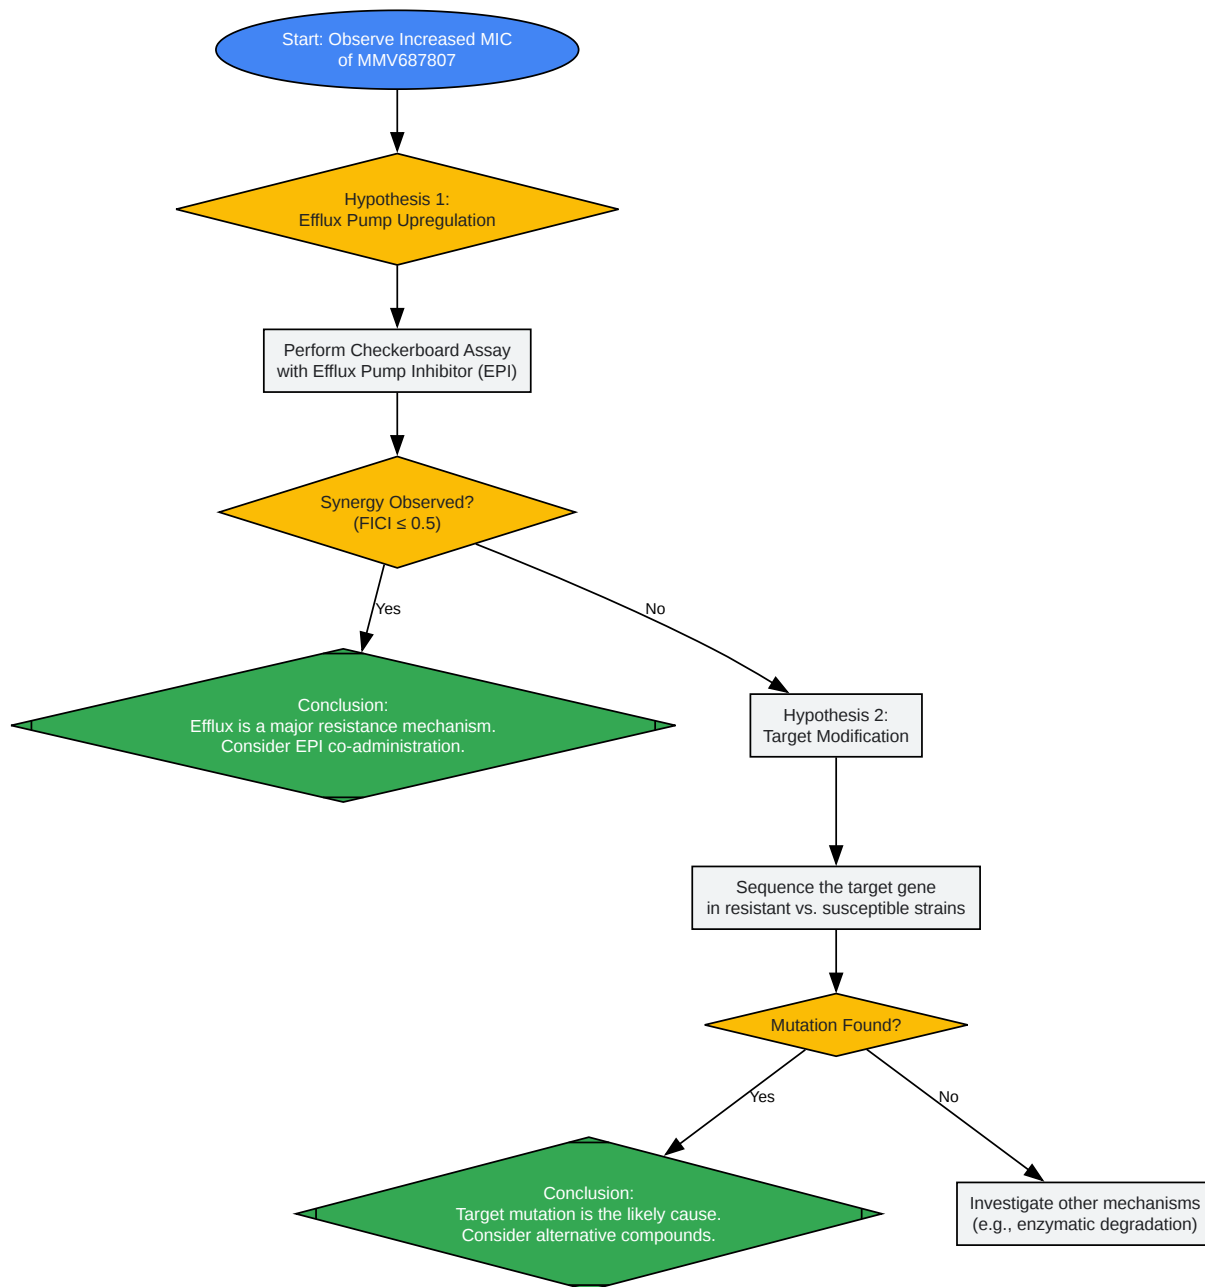 Start: Observe Increased MIC
of MMV687807
Hypothesis 1:
Efflux Pump Upregulation
Perform Checkerboard Assay
with Efflux Pump Inhibitor (EPI)
Synergy Observed?
(FICI ≤ 0.5)
Yes
No
Conclusion:
Efflux is a major resistance mechanism.
Consider EPI co-administration.
Hypothesis 2:
Target Modification
Sequence the target gene
in resistant vs. susceptible strains
Mutation Found?
Yes
No
Conclusion:
Target mutation is the likely cause.
Consider alternative compounds.
Investigate other mechanisms
(e.g., enzymatic degradation)